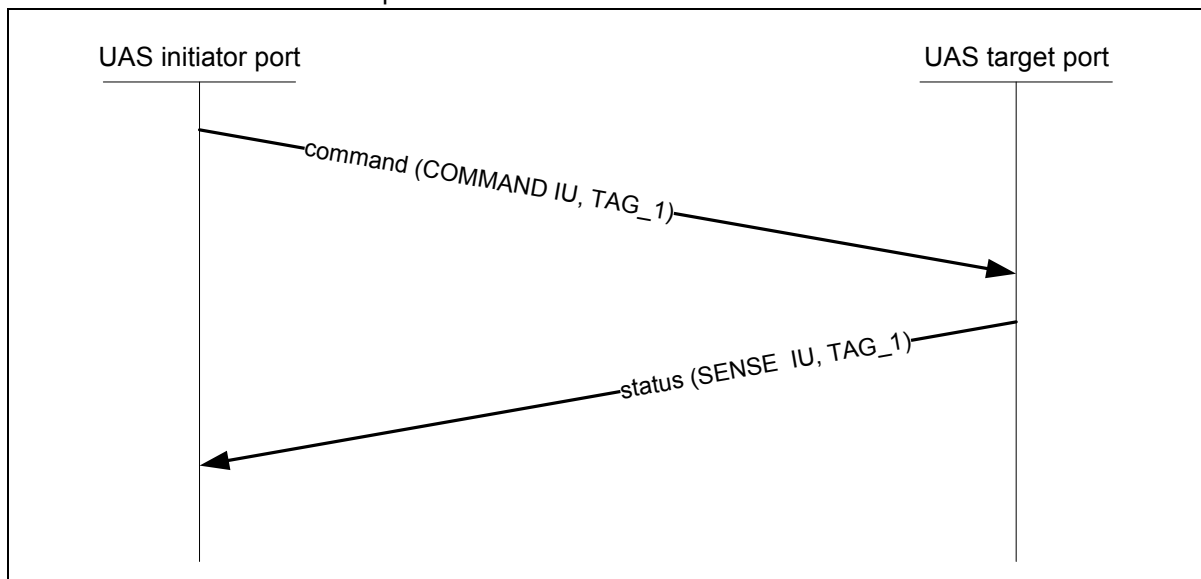 UAS initiator port
UAS target port
command (COMMAND IU, TAG_1)
status (SENSE  IU, TAG_1)